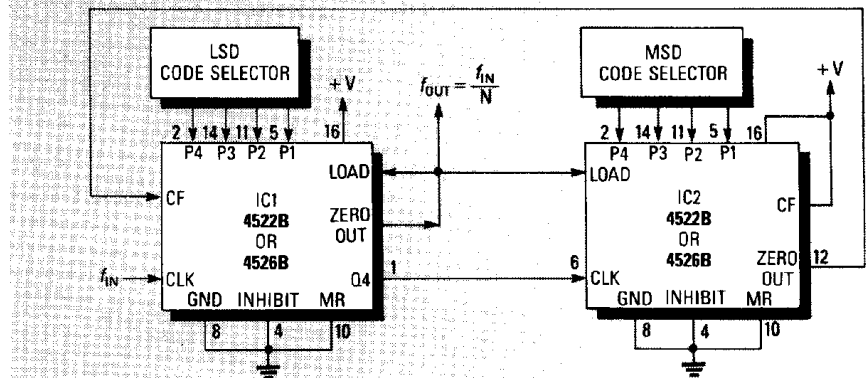 LSD
CODE SELECTOR
+V
fOUT = fIN
N
MSD
CODE SELECTOR
+V
2 14 11 5 16
P4 P3 P2 P1
LOAD
CF
IC1
4522B
OR
4526B
ZERO
OUT
fIN
CLK
Q4
1
GND INHIBIT MR
8 4 10
2 14 11 5 16
P4 P3 P2 P1
LOAD
IC2
4522B
OR
4526B
CF
ZERO
OUT
12
6
CLK
GND INHIBIT MR
8 4 10